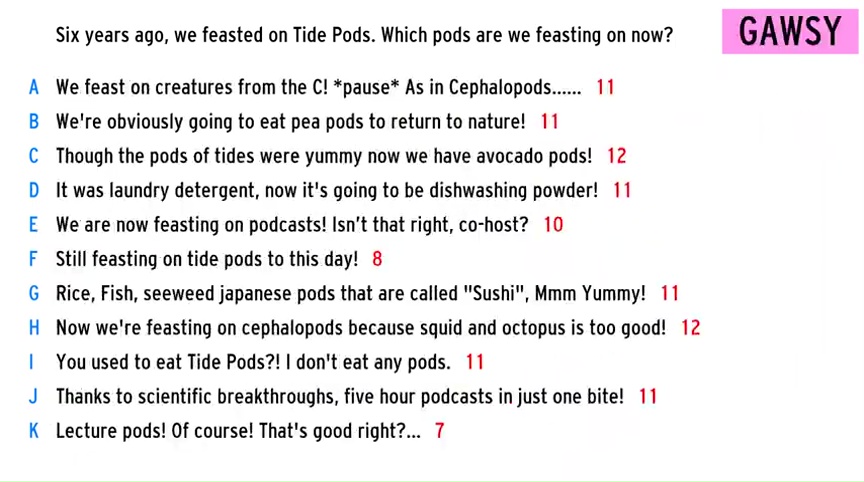 Six years ago, we feasted on Tide Pods. Which pods are we feasting on now?
GAWSY
A We feast on creatures from the C! *pause* As in Cephalopods...... 11
B We're obviously going to eat pea pods to return to nature! 11
C Though the pods of tides were yummy now we have avocado pods! 12
D It was laundry detergent, now it's going to be dishwashing powder! 11
E We are now feasting on podcasts! Isn't that right, co-host? 10
F Still feasting on tide pods to this day! 8
G Rice, Fish, seeweed japanese pods that are called "Sushi", Mmm Yummy! 11
H Now we're feasting on cephalopods because squid and octopus is too good! 12
I You used to eat Tide Pods?! I don't eat any pods. 11
J Thanks to scientific breakthroughs, five hour podcasts in just one bite! 11
K Lecture pods! Of course! That's good right?... 7